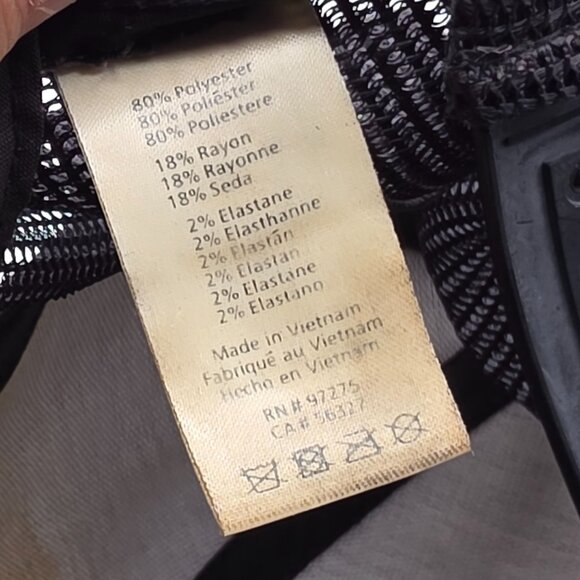 80% Polyester
80% Poliéster
80% Poliestere
18% Rayon
18% Rayonne
18% Seda
2% Elastane
2% Elasthanne
2% Elastán
2% Elastan
2% Elastane
2% Elastano
Made in Vietnam
Fabriqué au Vietnam
Hecho en Vietnam
RN# 97275
CA# 56327